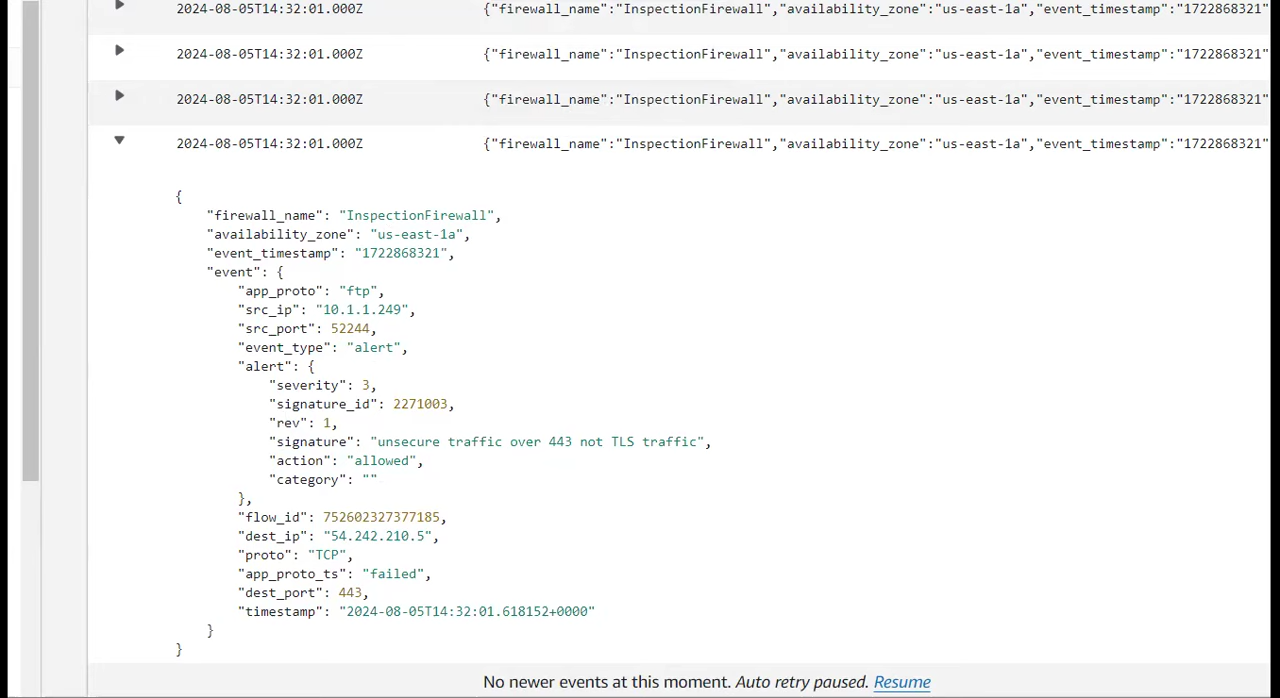 2024-08-05T14:32:01.000Z {"firewall_name":"InspectionFirewall","availability_zone":"us-east-1a","event_timestamp":"1722868321"
2024-08-05T14:32:01.000Z {"firewall_name":"InspectionFirewall","availability_zone":"us-east-1a","event_timestamp":"1722868321"
2024-08-05T14:32:01.000Z {"firewall_name":"InspectionFirewall","availability_zone":"us-east-1a","event_timestamp":"1722868321"
2024-08-05T14:32:01.000Z {"firewall_name":"InspectionFirewall","availability_zone":"us-east-1a","event_timestamp":"1722868321"
{
"firewall_name": "InspectionFirewall",
"availability_zone": "us-east-1a",
"event_timestamp": "1722868321",
"event": {
"app_proto": "ftp",
"src_ip": "10.1.1.249",
"src_port": 52244,
"event_type": "alert",
"alert": {
"severity": 3,
"signature_id": 2271003,
"rev": 1,
"signature": "unsecure traffic over 443 not TLS traffic",
"action": "allowed",
"category": ""
},
"flow_id": 752602327377185,
"dest_ip": "54.242.210.5",
"proto": "TCP",
"app_proto_ts": "failed",
"dest_port": 443,
"timestamp": "2024-08-05T14:32:01.618152+0000"
}
}
No newer events at this moment. Auto retry paused. Resume